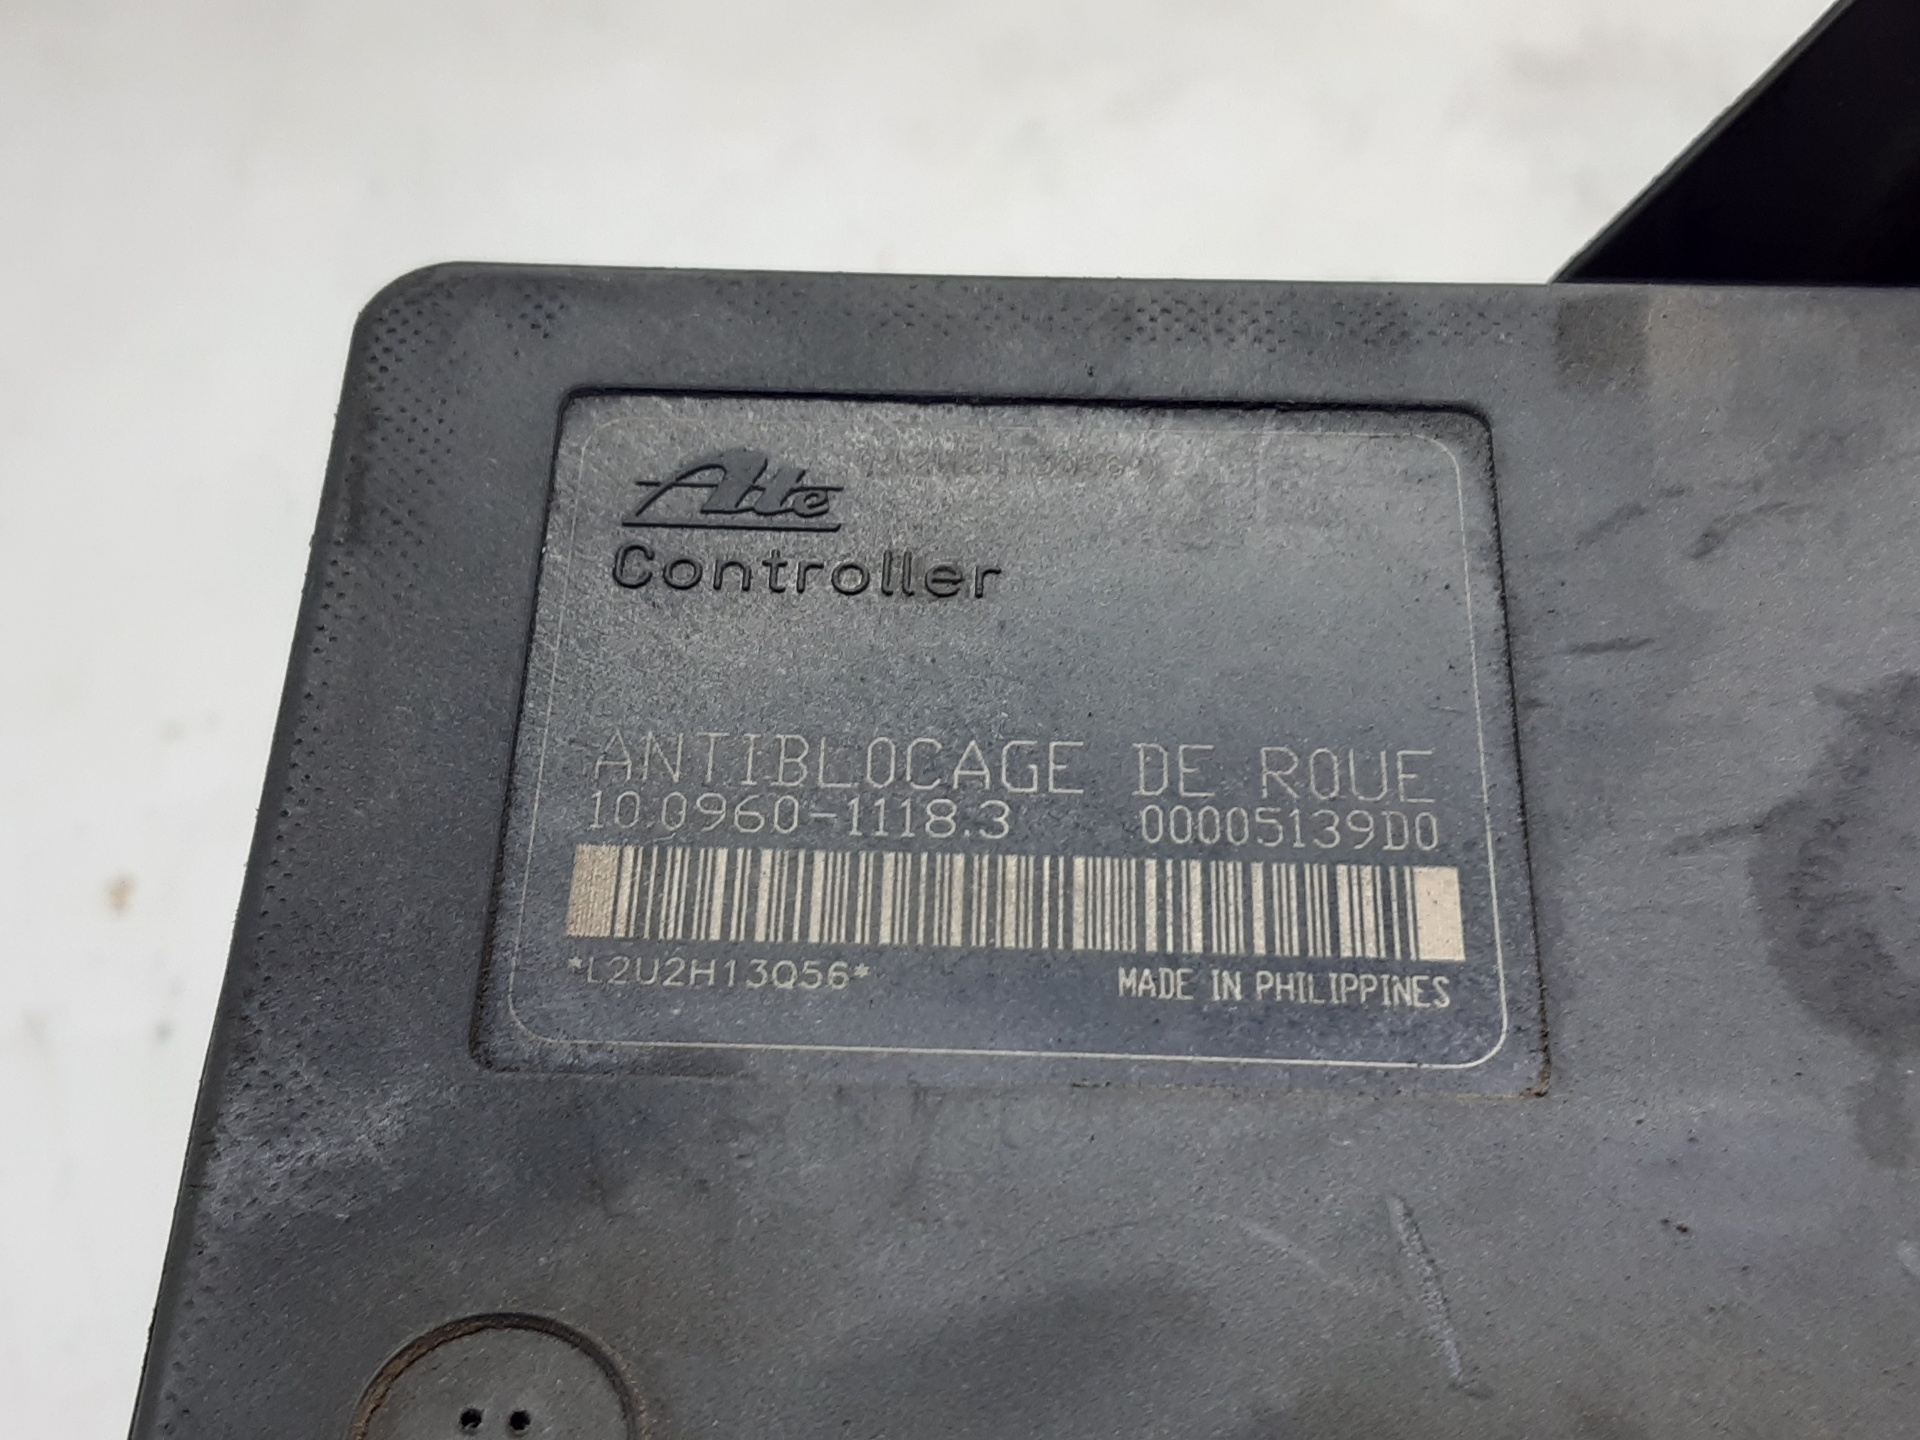 Ate
Controller
ANTIBLOCAGE DE ROUE
10.0960-1118.3 00005139D0
*L2U2H13Q56* MADE IN PHILIPPINES